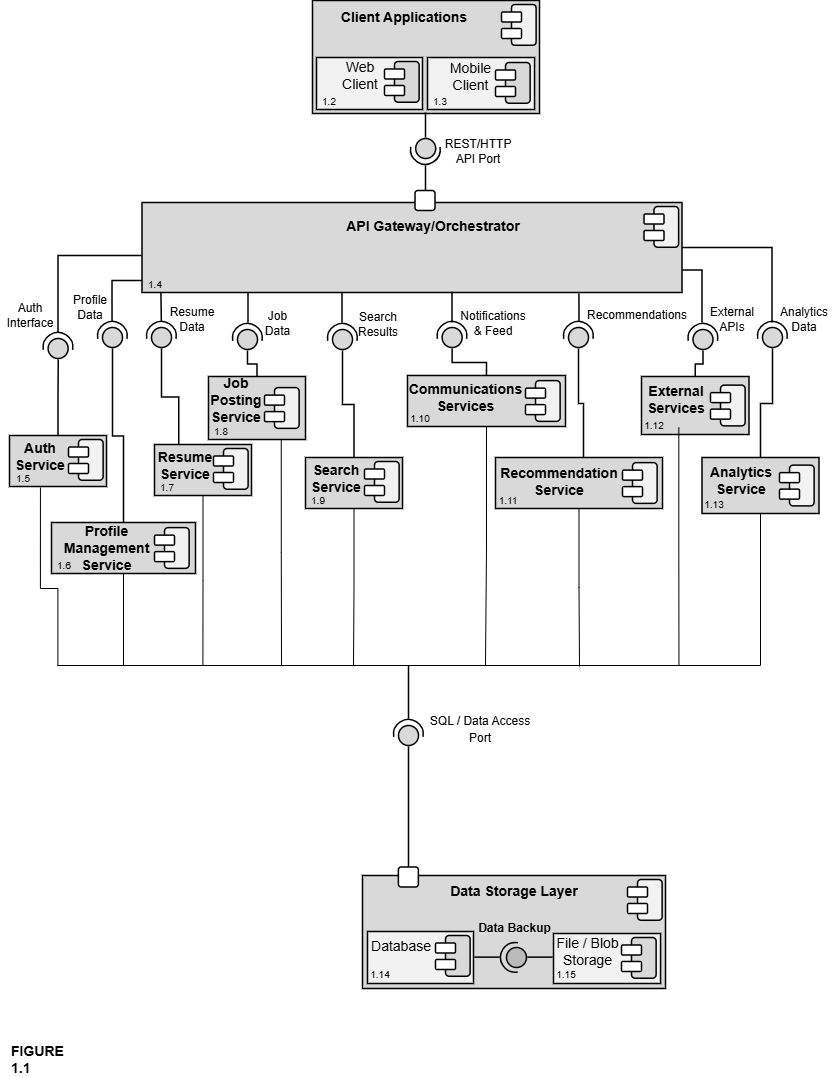 Client Applications
Web
Client
1.2
Mobile
Client
1.3
REST/HTTP
API Port
API Gateway/Orchestrator
1.4
Auth
Interface
Profile
Data
Resume
Data
Job
Data
Search
Results
Notifications
& Feed
Recommendations
External
APIs
Analytics
Data
Job
Posting
Service
1.8
Communications
Services
1.10
External
Services
1.12
Auth
Service
1.5
Resume
Service
1.7
Search
Service
1.9
Recommendation
Service
1.11
Analytics
Service
1.13
Profile
Management
Service
1.6
SQL / Data Access
Port
Data Storage Layer
Data Backup
Database
1.14
File / Blob
Storage
1.15
FIGURE
1.1